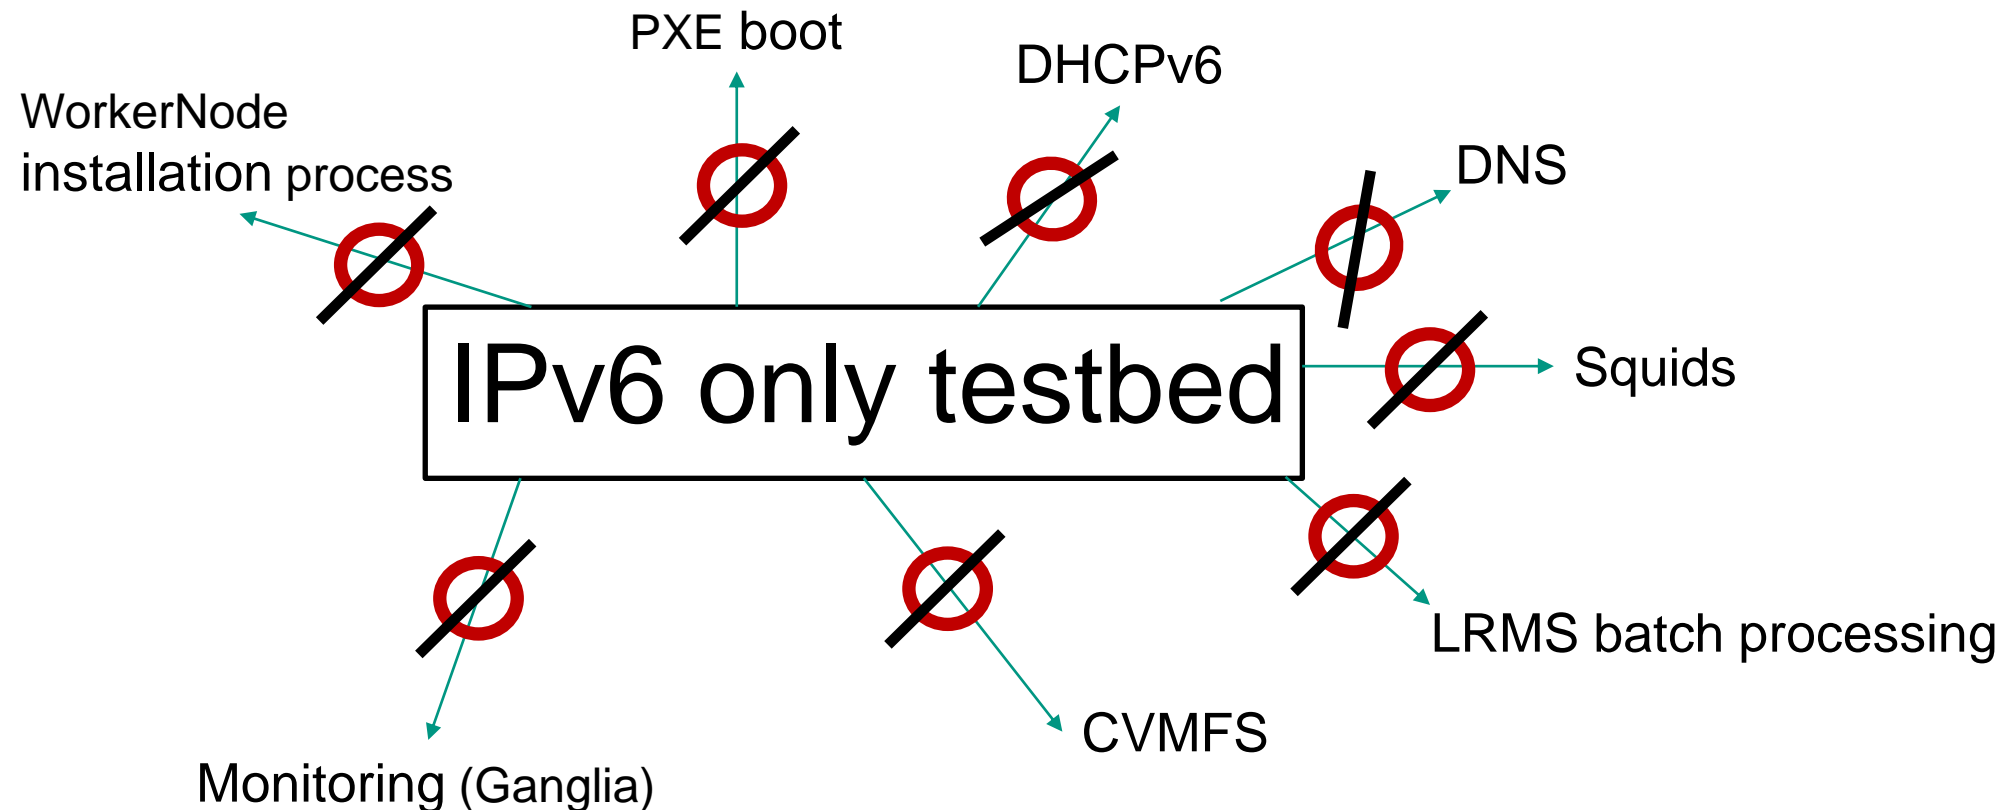 PXE boot
DHCPv6
WorkerNode
installation process
DNS
IPv6 only testbed
Squids
LRMS batch processing
CVMFS
Monitoring (Ganglia)